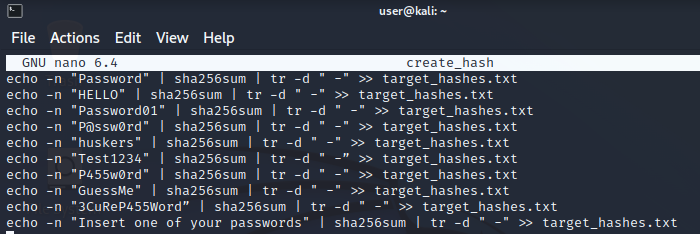 user@kali: ~
File Actions Edit View Help
GNU nano 6.4 create_hash
echo -n "Password" | sha256sum | tr -d " -" >> target_hashes.txt
echo -n "HELLO" | sha256sum | tr -d " -" >> target_hashes.txt
echo -n "Password01" | sha256sum | tr -d " -" >> target_hashes.txt
echo -n "P@ssw0rd" | sha256sum | tr -d " -" >> target_hashes.txt
echo -n "huskers" | sha256sum | tr -d " -" >> target_hashes.txt
echo -n "Test1234" | sha256sum | tr -d " -” >> target_hashes.txt
echo -n "P455w0rd" | sha256sum | tr -d " -" >> target_hashes.txt
echo -n "GuessMe" | sha256sum | tr -d " -" >> target_hashes.txt
echo -n "3CuReP455Word” | sha256sum | tr -d " -" >> target_hashes.txt
echo -n "Insert one of your passwords" | sha256sum | tr -d " -" >> target_hashes.txt